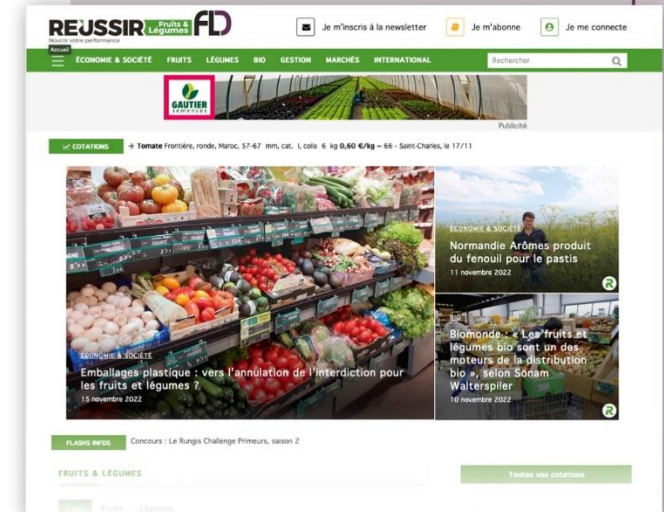 REUSSIR Fruits & Légumes FLD
Nourrir votre performance
Je m'inscris à la newsletter
Je m'abonne
Je me connecte
Accueil
ÉCONOMIE & SOCIÉTÉ FRUITS LÉGUMES BIO GESTION MARCHÉS INTERNATIONAL
Rechercher
GAUTIER
semences
Publicité
COTATIONS
→ Tomate Frontière, ronde, Maroc, 57-67 mm, cat. I, colis 6 kg 0,60 €/kg = 66 - Saint-Charles, le 17/11
ÉCONOMIE & SOCIÉTÉ
Emballages plastique : vers l'annulation de l'interdiction pour
les fruits et légumes ?
15 novembre 2022
ÉCONOMIE & SOCIÉTÉ
Normandie Arômes produit
du fenouil pour le pastis
11 novembre 2022
BIO
Biomonde : « Les fruits et
légumes bio sont un des
moteurs de la distribution
bio », selon Sonam
Walterspiler
10 novembre 2022
FLASHS INFOS
Concours : Le Rungis Challenge Primeurs, saison 2
FRUITS & LÉGUMES
Toutes vos cotations
Tous Fruits Légumes